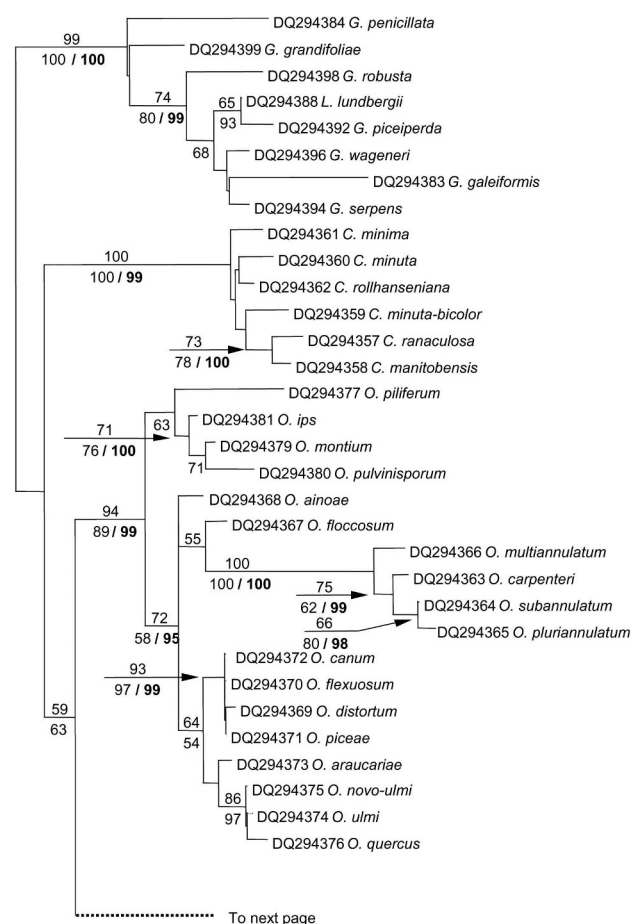 DQ294384 G. penicillata
99
100 / 100
DQ294399 G. grandifoliae
DQ294398 G. robusta
74
80 / 99
65
DQ294388 L. lundbergii
93
DQ294392 G. piceiperda
68
DQ294396 G. wageneri
DQ294383 G. galeiformis
DQ294394 G. serpens
DQ294361 C. minima
100
100 / 99
DQ294360 C. minuta
DQ294362 C. rollhanseniana
DQ294359 C. minuta-bicolor
73
78 / 100
DQ294357 C. ranaculosa
DQ294358 C. manitobensis
DQ294377 O. piliferum
63
DQ294381 O. ips
71
76 / 100
DQ294379 O. montium
71
DQ294380 O. pulvinisporum
DQ294368 O. ainoae
94
89 / 99
DQ294367 O. floccosum
55
100
100 / 100
DQ294366 O. multiannulatum
75
62 / 99
DQ294363 O. carpenteri
DQ294364 O. subannulatum
72
58 / 95
66
80 / 98
DQ294365 O. pluriannulatum
DQ294372 O. canum
93
97 / 99
DQ294370 O. flexuosum
DQ294369 O. distortum
59
63
64
54
DQ294371 O. piceae
DQ294373 O. araucariae
DQ294375 O. novo-ulmi
86
97
DQ294374 O. ulmi
DQ294376 O. quercus
To next page